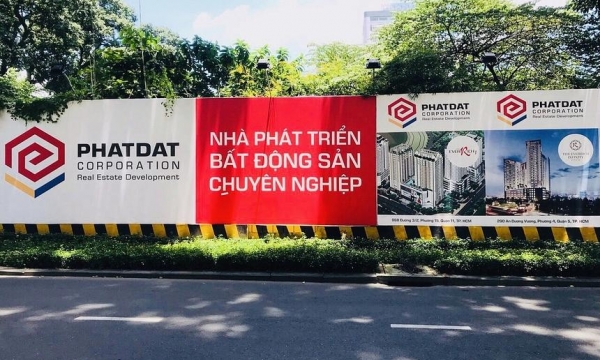 PHATDAT
CORPORATION
Real Estate Development
NHÀ PHÁT TRIỂN
BẤT ĐỘNG SẢN
CHUYÊN NGHIỆP
PHATDAT
CORPORATION
Real Estate Development
PHATDAT
CORPORATION
Real Estate Development